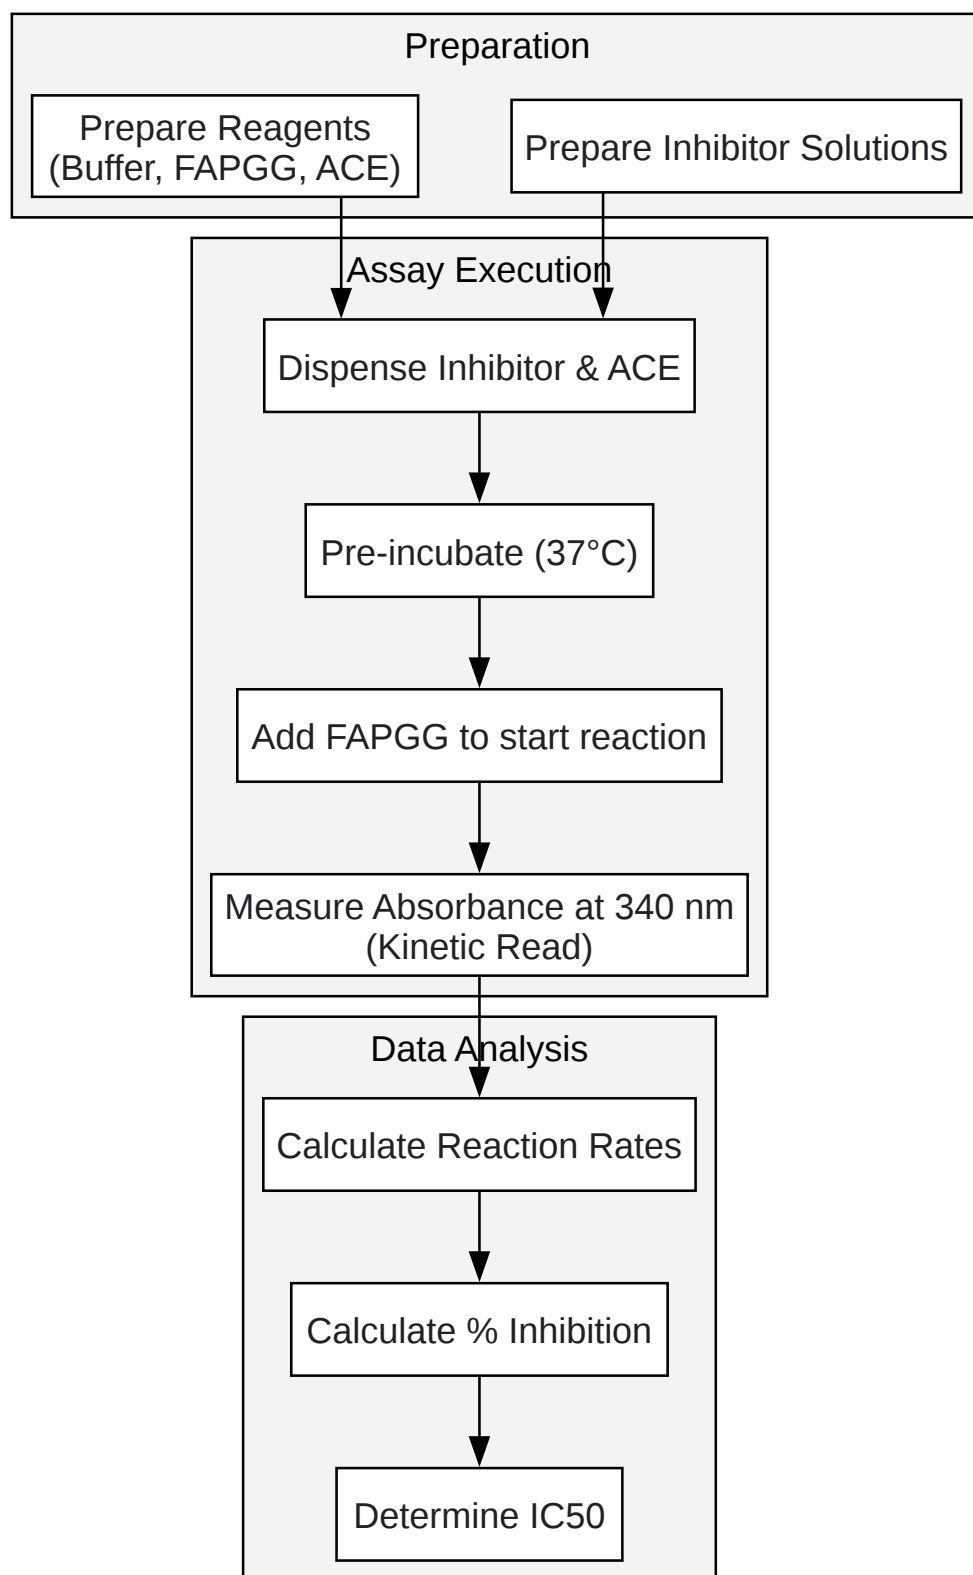 Preparation
Prepare Reagents
(Buffer, FAPGG, ACE)
Prepare Inhibitor Solutions
Assay Execution
Dispense Inhibitor & ACE
Pre-incubate (37°C)
Add FAPGG to start reaction
Measure Absorbance at 340 nm
(Kinetic Read)
Data Analysis
Calculate Reaction Rates
Calculate % Inhibition
Determine IC50